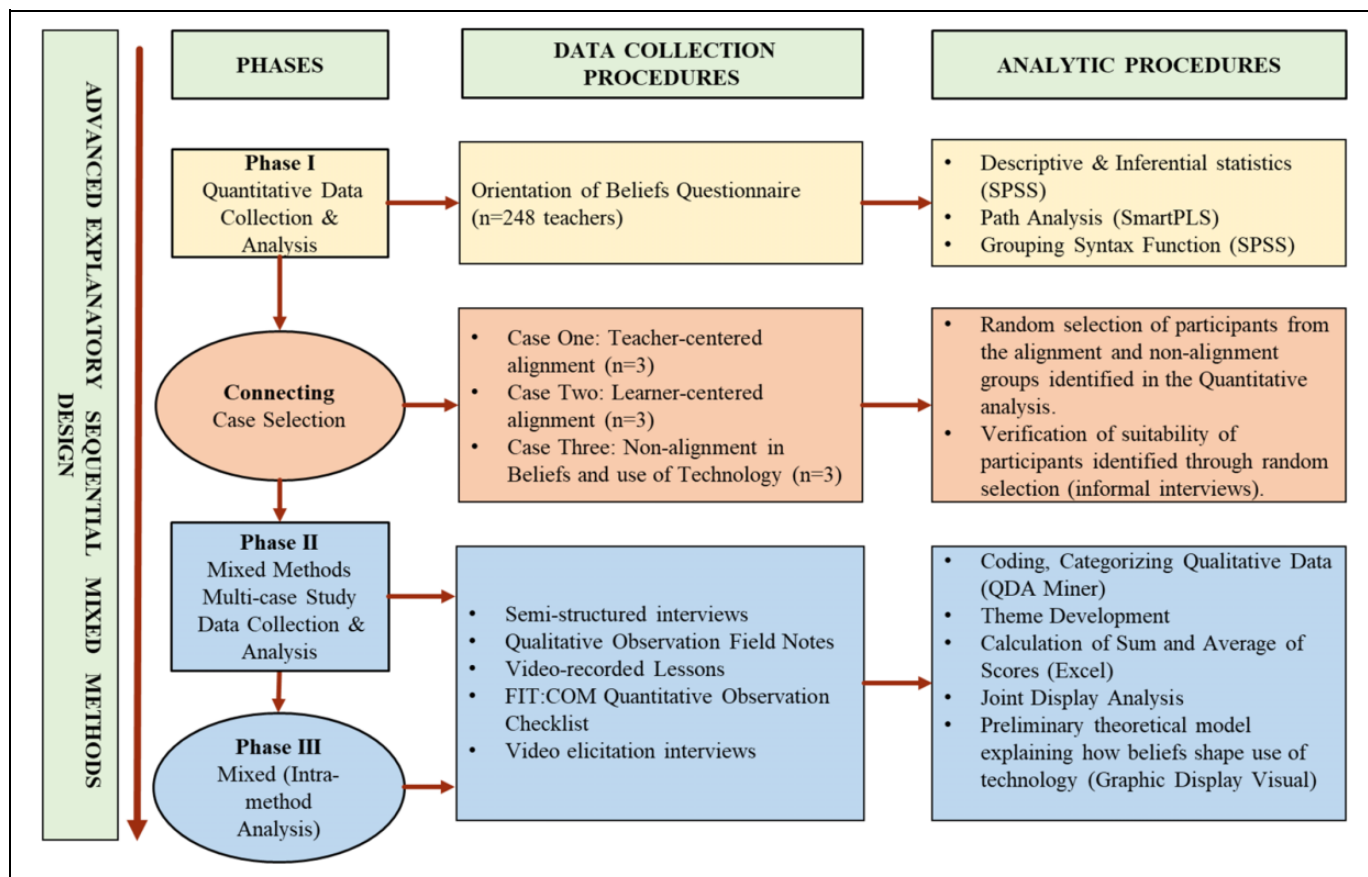 ADVANCED EXPLANATORY SEQUENTIAL MIXED METHODS
DESIGN
PHASES
DATA COLLECTION
PROCEDURES
ANALYTIC PROCEDURES
Phase I
Quantitative Data
Collection &
Analysis
Orientation of Beliefs Questionnaire
(n=248 teachers)
• Descriptive & Inferential statistics
(SPSS)
• Path Analysis (SmartPLS)
• Grouping Syntax Function (SPSS)
Connecting
Case Selection
• Case One: Teacher-centered
alignment (n=3)
• Case Two: Learner-centered
alignment (n=3)
• Case Three: Non-alignment in
Beliefs and use of Technology (n=3)
• Random selection of participants from
the alignment and non-alignment
groups identified in the Quantitative
analysis.
• Verification of suitability of
participants identified through random
selection (informal interviews).
Phase II
Mixed Methods
Multi-case Study
Data Collection &
Analysis
Phase III
Mixed (Intra-
method
Analysis)
• Semi-structured interviews
• Qualitative Observation Field Notes
• Video-recorded Lessons
• FIT:COM Quantitative Observation
Checklist
• Video elicitation interviews
• Coding, Categorizing Qualitative Data
(QDA Miner)
• Theme Development
• Calculation of Sum and Average of
Scores (Excel)
• Joint Display Analysis
• Preliminary theoretical model
explaining how beliefs shape use of
technology (Graphic Display Visual)